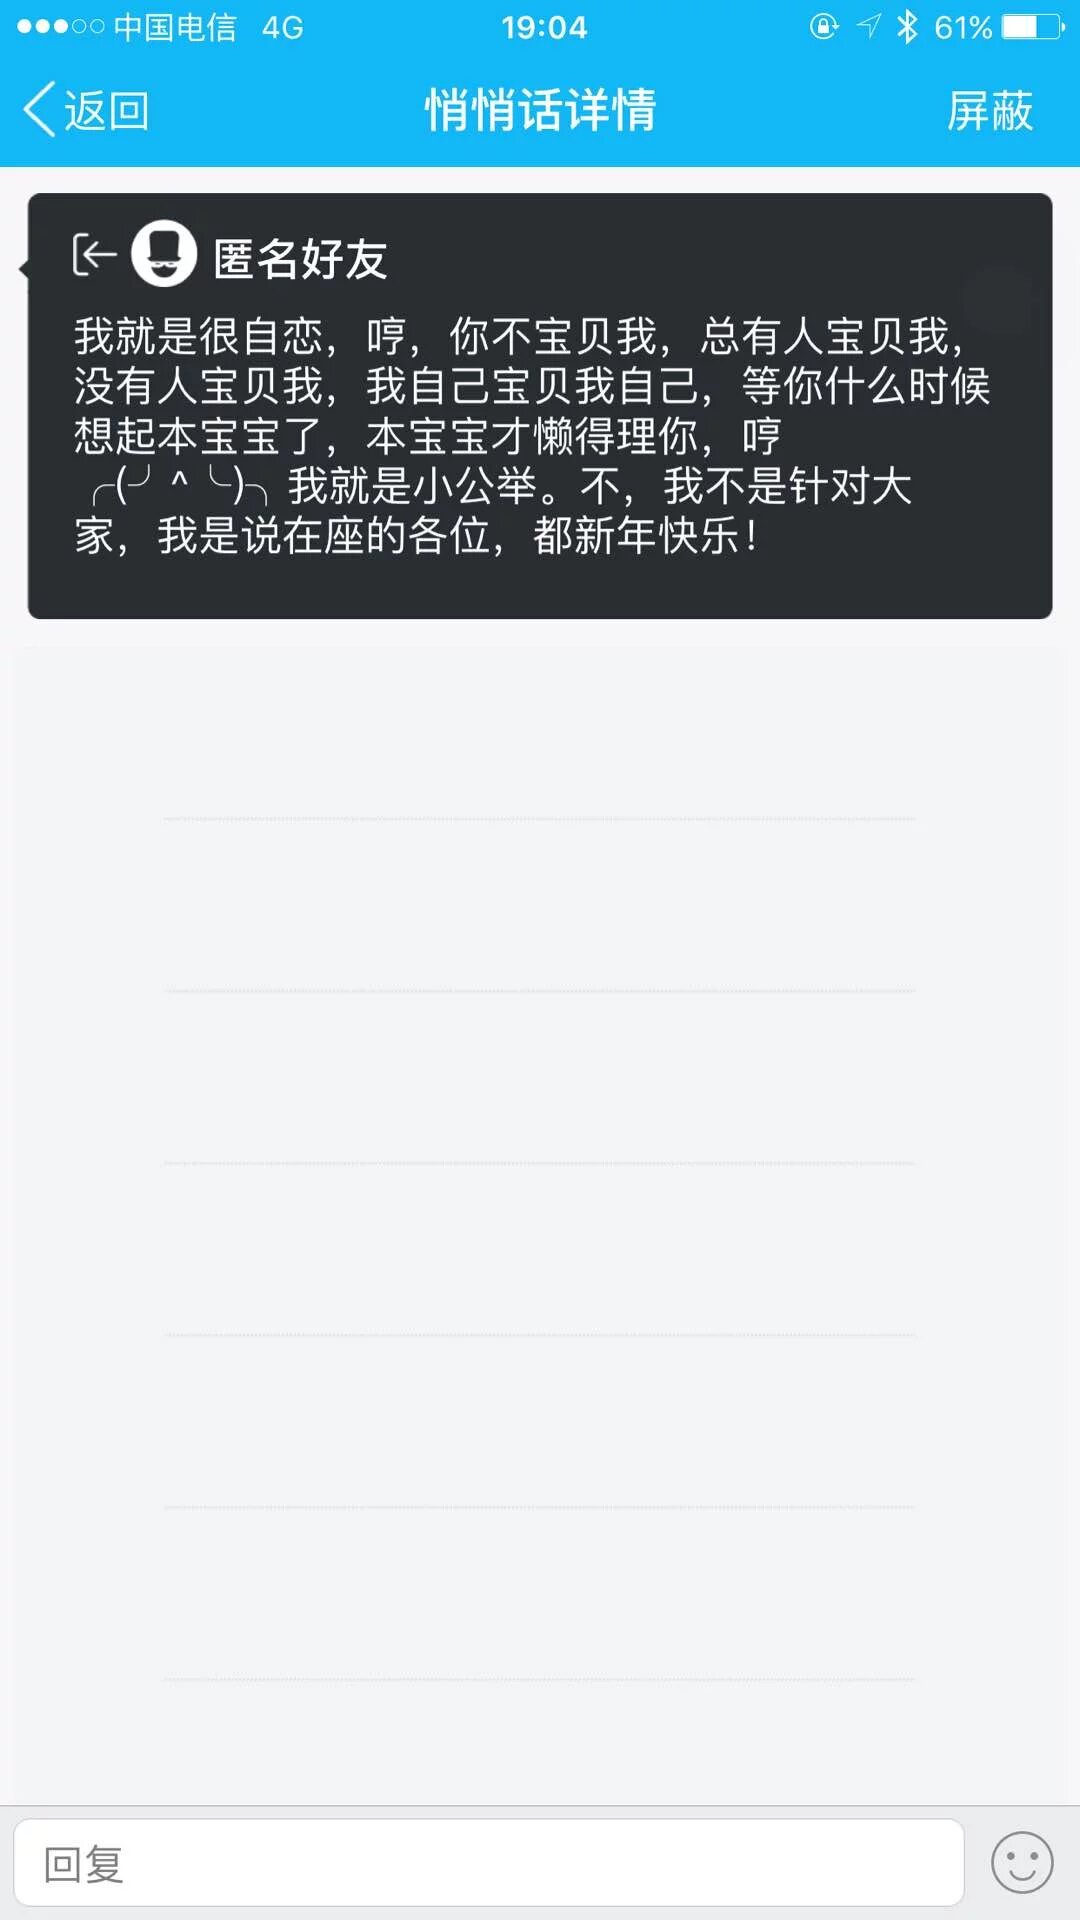 中国电信 4G 19:04 61%
返回 悄悄话详情 屏蔽
匿名好友
我就是很自恋，哼，你不宝贝我，总有人宝贝我，
没有人宝贝我，我自己宝贝我自己，等你什么时候
想起本宝宝了，本宝宝才懒得理你，哼
╭(╯^╰)╮我就是小公举。不，我不是针对大
家，我是说在座的各位，都新年快乐！
回复